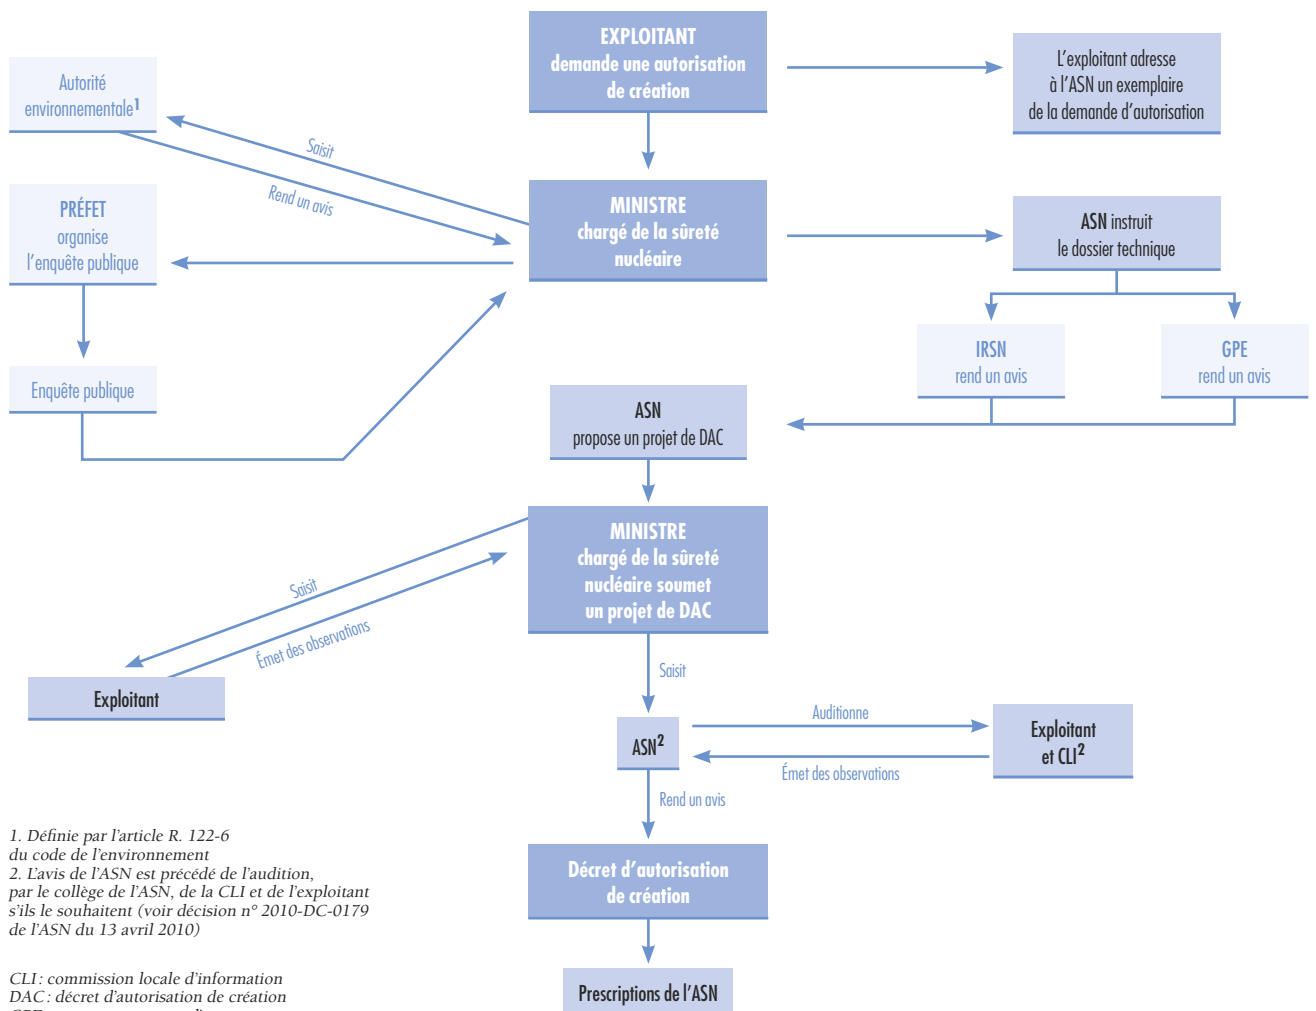 EXPLOITANT
demande une autorisation
de création
L'exploitant adresse
à l'ASN un exemplaire
de la demande d'autorisation
Autorité
environnementale1
Saisit
Rend un avis
MINISTRE
chargé de la sûreté
nucléaire
ASN instruit
le dossier technique
PRÉFET
organise
l'enquête publique
IRSN
rend un avis
GPE
rend un avis
Enquête publique
ASN
propose un projet de DAC
MINISTRE
chargé de la sûreté
nucléaire soumet
un projet de DAC
Saisit
Émet des observations
Exploitant
Saisit
ASN2
Auditionne
Émet des observations
Exploitant
et CLI2
Rend un avis
Décret d'autorisation
de création
Prescriptions de l'ASN
1. Définie par l'article R. 122-6
du code de l'environnement
2. L'avis de l'ASN est précédé de l'audition,
par le collège de l'ASN, de la CLI et de l'exploitant
s'ils le souhaitent (voir décision n° 2010-DC-0179
de l'ASN du 13 avril 2010)
CLI : commission locale d'information
DAC : décret d'autorisation de création